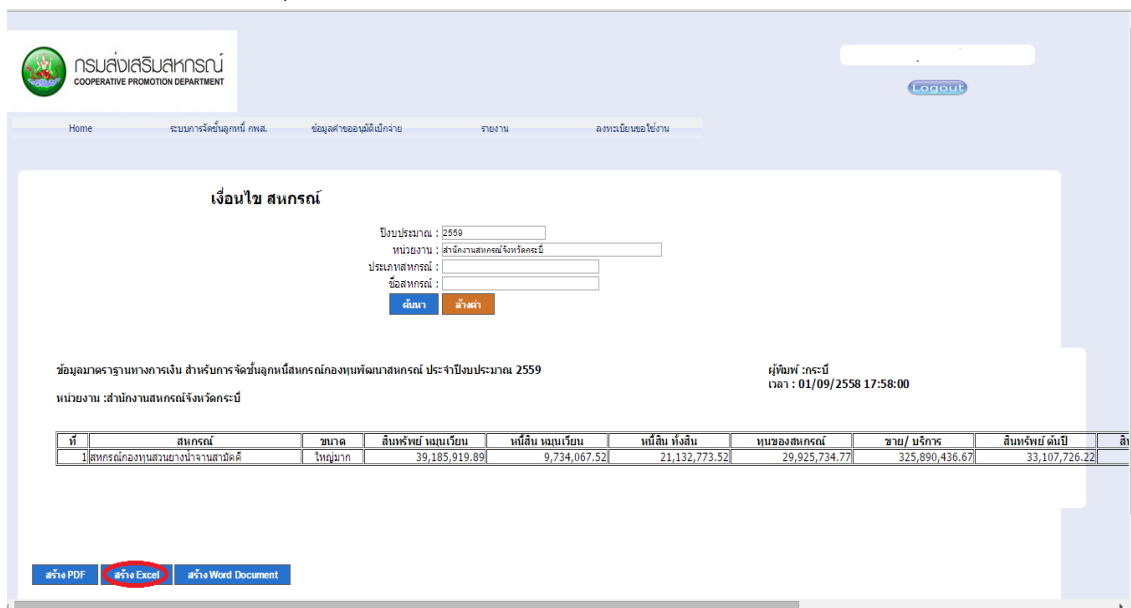 กรมส่งเสริมสหกรณ์
COOPERATIVE PROMOTION DEPARTMENT
Logout
Home ระบบการจัดชั้นลูกหนี้ กพส. ข้อมูลคำขออนุมัติเบิกจ่าย รายงาน ลงทะเบียนขอใช้งาน
เงื่อนไข สหกรณ์
ปีงบประมาณ : 2559
หน่วยงาน : สำนักงานสหกรณ์จังหวัดกระบี่
ประเภทสหกรณ์ :
ชื่อสหกรณ์ :
ค้นหา ล้างค่า
ข้อมูลมาตราฐานทางการเงิน สำหรับการจัดชั้นลูกหนี้สหกรณ์กองทุนพัฒนาสหกรณ์ ประจำปีงบประมาณ 2559 ผู้พิมพ์ :กระบี่
เวลา : 01/09/2558 17:58:00
หน่วยงาน :สำนักงานสหกรณ์จังหวัดกระบี่
ที่ สหกรณ์ ขนาด สินทรัพย์ หมุนเวียน หนี้สิน หมุนเวียน หนี้สิน ทั้งสิ้น ทุนของสหกรณ์ ขาย/ บริการ สินทรัพย์ ต้นปี
1 สหกรณ์กองทุนสวนยางน้ำจานสามัคคี ใหญ่มาก 39,185,919.89 9,734,067.52 21,132,773.52 29,925,734.77 325,890,436.67 33,107,726.22
สร้าง PDF สร้าง Excel สร้าง Word Document